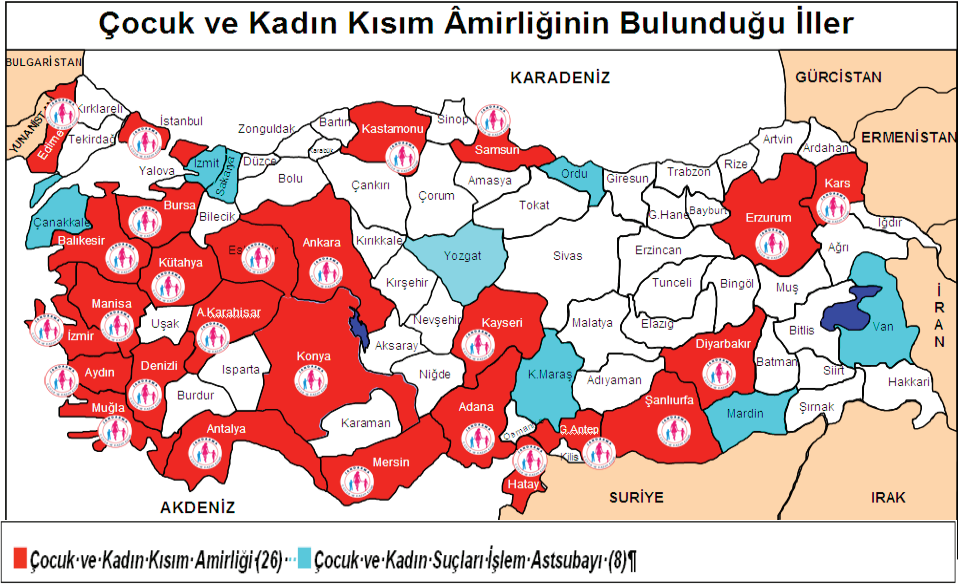 Çocuk ve Kadın Kısım Âmirliğinin Bulunduğu İller
BULGARİSTAN
KARADENİZ
GÜRCİSTAN
YUNANİSTAN
ERMENİSTAN
İRAN
Edirne
Kırklareli
Tekirdağ
İstanbul
Yalova
İzmit
Sakarya
Düzce
Zonguldak
Bartın
Bolu
Kastamonu
Sinop
Samsun
Çankırı
Çorum
Amasya
Tokat
Ordu
Giresun
Trabzon
G.Hane
Bayburt
Rize
Artvin
Ardahan
Kars
Iğdır
Erzurum
Ağrı
Çanakkale
Balıkesir
Bursa
Bilecik
Kütahya
Ankara
Kırıkkale
Yozgat
Sivas
Erzincan
Tunceli
Bingöl
Muş
Bitlis
Van
Manisa
İzmir
Uşak
A.Karahisar
Kırşehir
Nevşehir
Kayseri
Malatya
Elazığ
Diyarbakır
Batman
Siirt
Hakkari
Aydın
Denizli
Isparta
Burdur
Konya
Aksaray
Niğde
K.Maraş
Adıyaman
Şanlıurfa
Mardin
Şırnak
Muğla
Antalya
Karaman
Mersin
Adana
Osman
G.Antep
Kilis
Hatay
AKDENİZ
SURİYE
IRAK
Çocuk ve Kadın Kısım Amirliği (26) Çocuk ve Kadın Suçları İşlem Astsubayı (8)¶